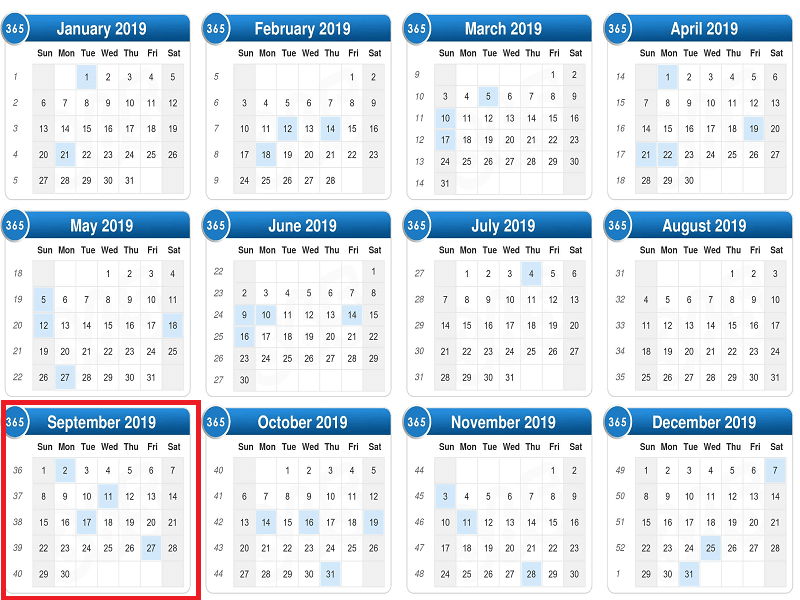 365 January 2019
Sun Mon Tue Wed Thu Fri Sat
1 1 2 3 4 5
2 6 7 8 9 10 11 12
3 13 14 15 16 17 18 19
4 20 21 22 23 24 25 26
5 27 28 29 30 31
365 February 2019
Sun Mon Tue Wed Thu Fri Sat
5 1 2
6 3 4 5 6 7 8 9
7 10 11 12 13 14 15 16
8 17 18 19 20 21 22 23
9 24 25 26 27 28
365 March 2019
Sun Mon Tue Wed Thu Fri Sat
9 1 2
10 3 4 5 6 7 8 9
11 10 11 12 13 14 15 16
12 17 18 19 20 21 22 23
13 24 25 26 27 28 29 30
14 31
365 April 2019
Sun Mon Tue Wed Thu Fri Sat
14 1 2 3 4 5 6
15 7 8 9 10 11 12 13
16 14 15 16 17 18 19 20
17 21 22 23 24 25 26 27
18 28 29 30
365 May 2019
Sun Mon Tue Wed Thu Fri Sat
18 1 2 3 4
19 5 6 7 8 9 10 11
20 12 13 14 15 16 17 18
21 19 20 21 22 23 24 25
22 26 27 28 29 30 31
365 June 2019
Sun Mon Tue Wed Thu Fri Sat
22 1
23 2 3 4 5 6 7 8
24 9 10 11 12 13 14 15
25 16 17 18 19 20 21 22
26 23 24 25 26 27 28 29
27 30
365 July 2019
Sun Mon Tue Wed Thu Fri Sat
27 1 2 3 4 5 6
28 7 8 9 10 11 12 13
29 14 15 16 17 18 19 20
30 21 22 23 24 25 26 27
31 28 29 30 31
365 August 2019
Sun Mon Tue Wed Thu Fri Sat
31 1 2 3
32 4 5 6 7 8 9 10
33 11 12 13 14 15 16 17
34 18 19 20 21 22 23 24
35 25 26 27 28 29 30 31
365 September 2019
Sun Mon Tue Wed Thu Fri Sat
36 1 2 3 4 5 6 7
37 8 9 10 11 12 13 14
38 15 16 17 18 19 20 21
39 22 23 24 25 26 27 28
40 29 30
365 October 2019
Sun Mon Tue Wed Thu Fri Sat
40 1 2 3 4 5
41 6 7 8 9 10 11 12
42 13 14 15 16 17 18 19
43 20 21 22 23 24 25 26
44 27 28 29 30 31
365 November 2019
Sun Mon Tue Wed Thu Fri Sat
44 1 2
45 3 4 5 6 7 8 9
46 10 11 12 13 14 15 16
47 17 18 19 20 21 22 23
48 24 25 26 27 28 29 30
365 December 2019
Sun Mon Tue Wed Thu Fri Sat
49 1 2 3 4 5 6 7
50 8 9 10 11 12 13 14
51 15 16 17 18 19 20 21
52 22 23 24 25 26 27 28
1 29 30 31